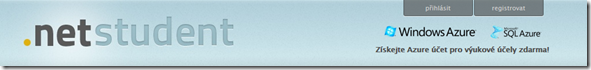 přihlásit registrovat
.netstudent
Windows Azure Microsoft SQL Azure
Získejte Azure účet pro výukové účely zdarma!